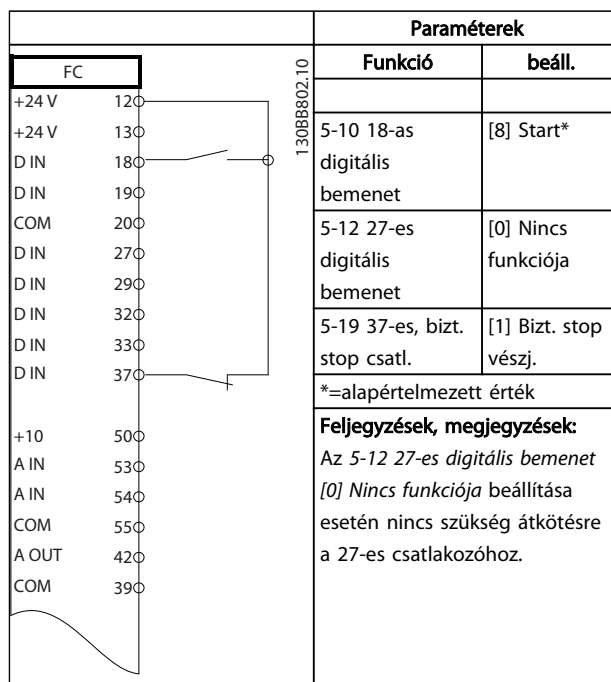 FC
+24 V 12
+24 V 13
D IN 18
D IN 19
COM 20
D IN 27
D IN 29
D IN 32
D IN 33
D IN 37
+10 50
A IN 53
A IN 54
COM 55
A OUT 42
COM 39
130BB802.10
Paraméterek
Funkció beáll.
5-10 18-as [8] Start*
digitális
bemenet
5-12 27-es [0] Nincs
digitális funkciója
bemenet
5-19 37-es, bizt. [1] Bizt. stop
stop csatl. vészj.
*=alapértelmezett érték
Feljegyzések, megjegyzések:
Az 5-12 27-es digitális bemenet
[0] Nincs funkciója beállítása
esetén nincs szükség átkötésre
a 27-es csatlakozóhoz.